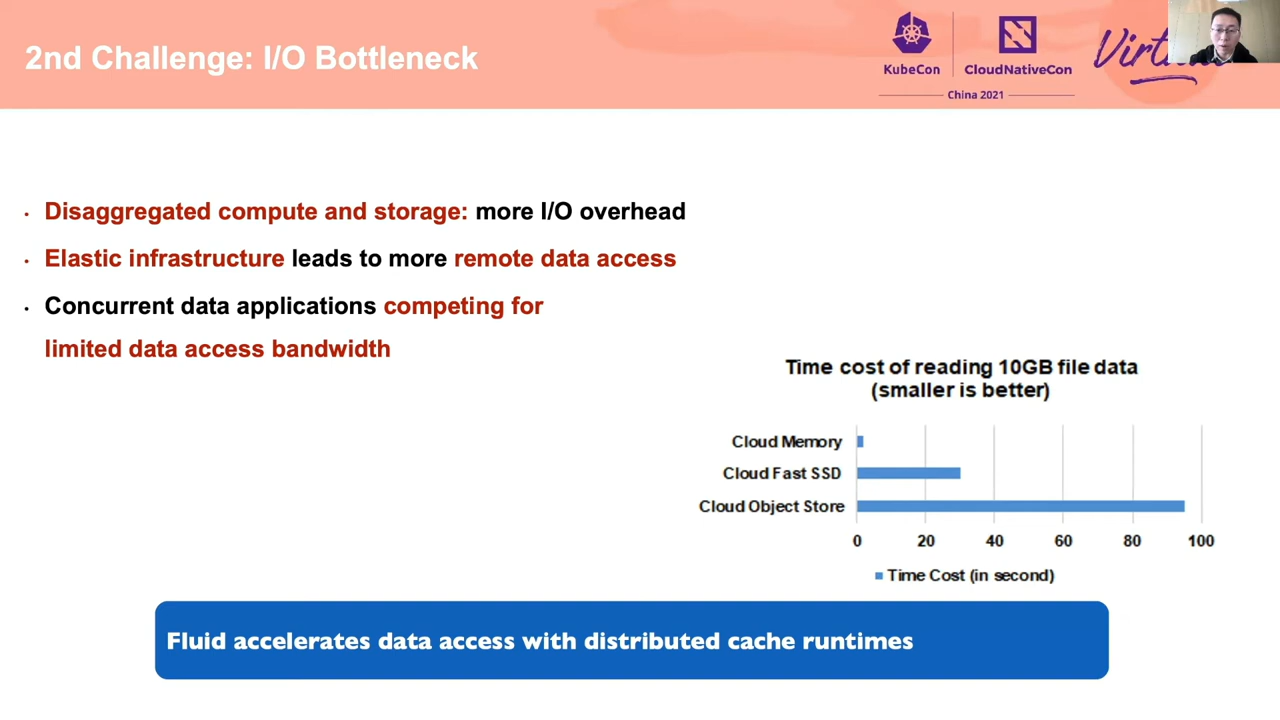 2nd Challenge: I/O Bottleneck
KubeCon
CloudNativeCon
China 2021
• Disaggregated compute and storage: more I/O overhead
• Elastic infrastructure leads to more remote data access
• Concurrent data applications competing for
limited data access bandwidth
Time cost of reading 10GB file data
(smaller is better)
Cloud Memory
Cloud Fast SSD
Cloud Object Store
0 20 40 60 80 100
Time Cost (in second)
Fluid accelerates data access with distributed cache runtimes